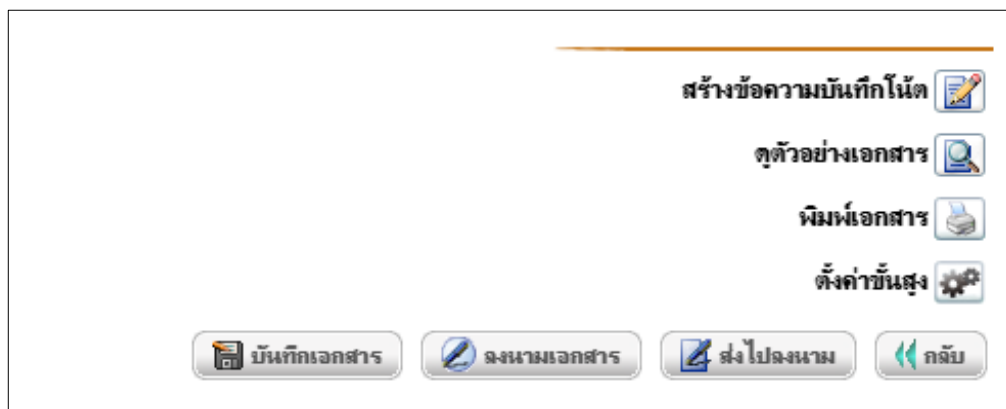 สร้างข้อความบันทึกโน้ต
ดูตัวอย่างเอกสาร
พิมพ์เอกสาร
ตั้งค่าขั้นสูง
บันทึกเอกสาร ลงนามเอกสาร ส่งไปลงนาม กลับ